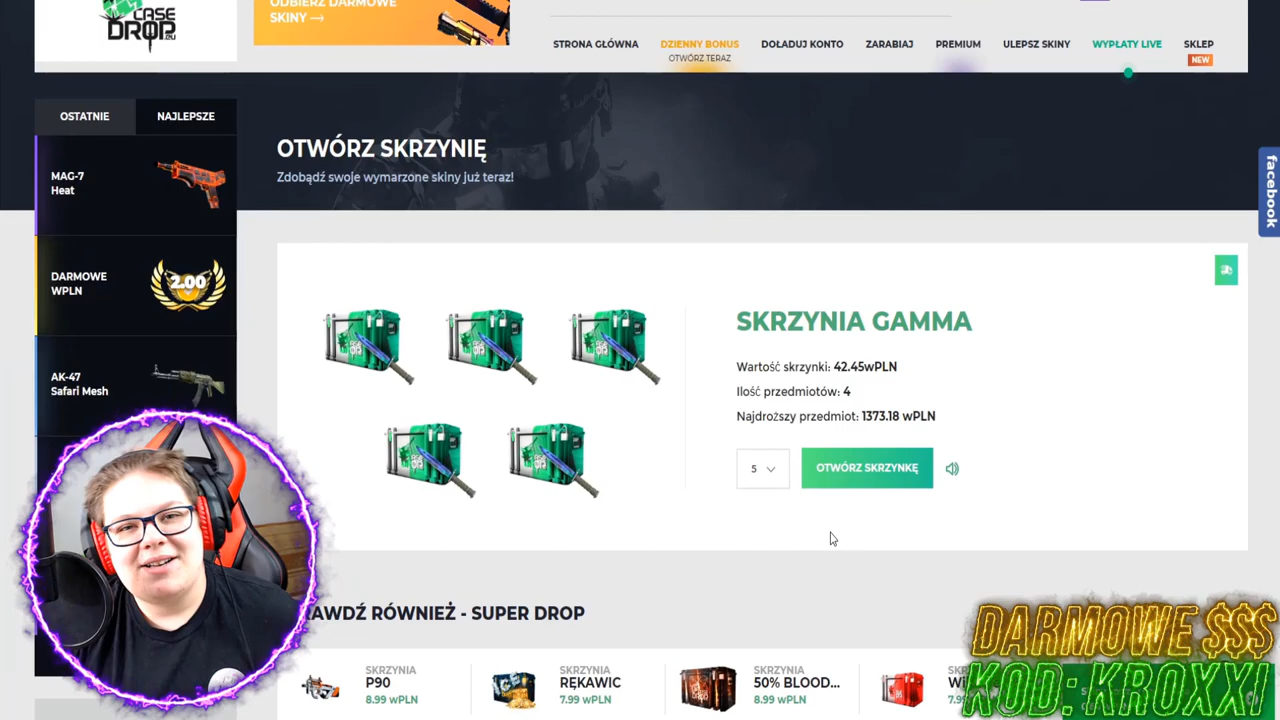 CASE
DROP.eu
ODBIERZ DARMOWE
SKINY →
STRONA GŁÓWNA
DZIENNY BONUS
OTWÓRZ TERAZ
DOŁADUJ KONTO
ZARABIAJ
PREMIUM
ULEPSZ SKINY
WYPŁATY LIVE
SKLEP
NEW
OSTATNIE
NAJLEPSZE
MAG-7
Heat
DARMOWE
WPLN
2.00
AK-47
Safari Mesh
OTWÓRZ SKRZYNIĘ
Zdobądź swoje wymarzone skiny już teraz!
facebook
SKRZYNIA GAMMA
Wartość skrzynki: 42.45wPLN
Ilość przedmiotów: 4
Najdroższy przedmiot: 1373.18 wPLN
5
OTWÓRZ SKRZYNKĘ
RAWDŹ RÓWNIEŻ - SUPER DROP
SKRZYNIA
P90
8.99 wPLN
SKRZYNIA
RĘKAWIC
7.99 wPLN
SKRZYNIA
50% BLOOD...
8.99 wPLN
DARMOWE $$$
KOD: KROXXI